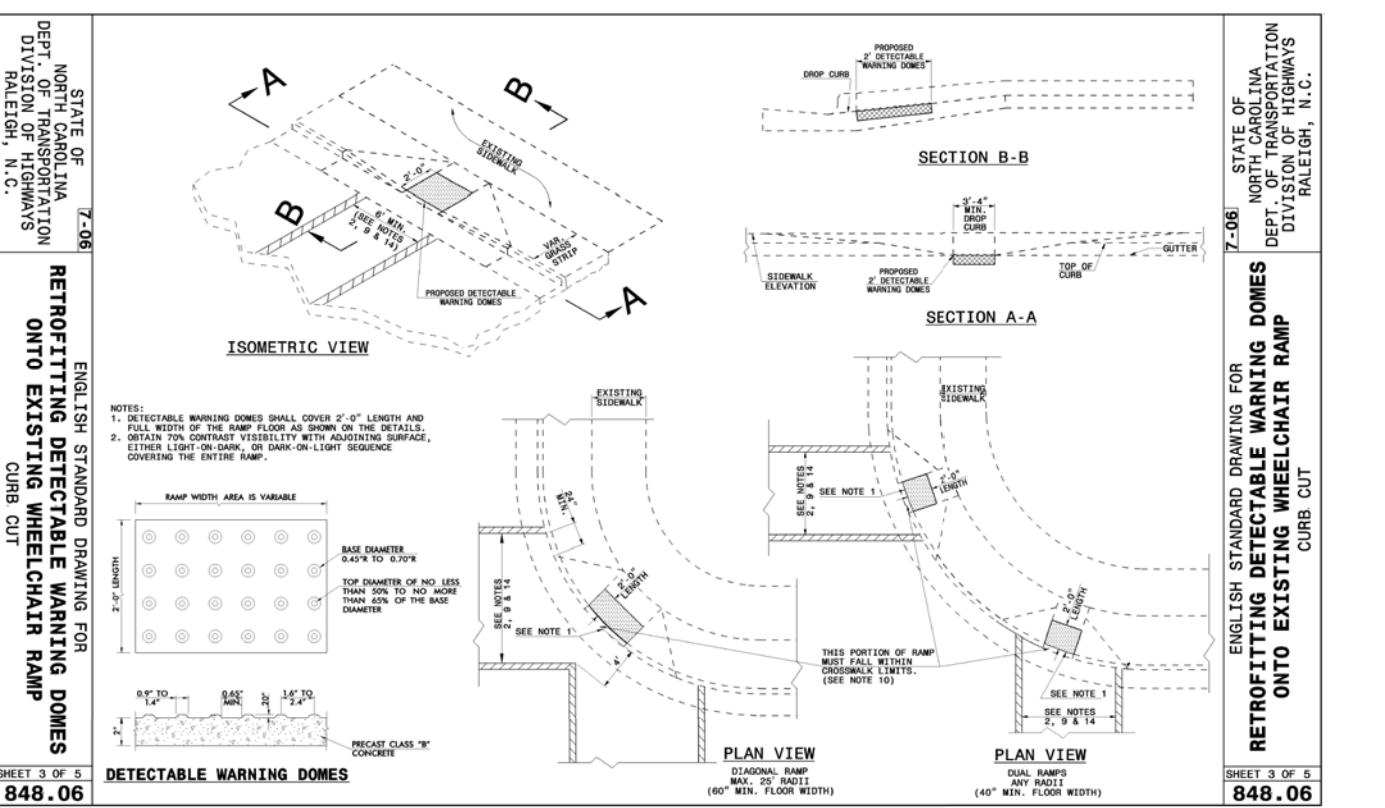 STATE OF
NORTH CAROLINA
DEPT. OF TRANSPORTATION
DIVISION OF HIGHWAYS
RALEIGH, N.C.
7-06
ENGLISH STANDARD DRAWING FOR
RETROFITTING DETECTABLE WARNING DOMES
ONTO EXISTING WHEELCHAIR RAMP
CURB CUT
SHEET 3 OF 5
848.06
A
B
EXISTING
SIDEWALK
2'-0"
B
6' MIN.
(SEE NOTES
2, 9 & 14)
VAR.
GRASS
STRIP
PROPOSED DETECTABLE
WARNING DOMES
A
ISOMETRIC VIEW
PROPOSED
2' DETECTABLE
WARNING DOMES
DROP CURB
SECTION B-B
3'-4"
MIN.
DROP
CURB
GUTTER
SIDEWALK
ELEVATION
PROPOSED
2' DETECTABLE
WARNING DOMES
TOP OF
CURB
SECTION A-A
NOTES:
1. DETECTABLE WARNING DOMES SHALL COVER 2'-0" LENGTH AND
FULL WIDTH OF THE RAMP FLOOR AS SHOWN ON THE DETAILS.
2. OBTAIN 70% CONTRAST VISIBILITY WITH ADJOINING SURFACE,
EITHER LIGHT-ON-DARK, OR DARK-ON-LIGHT SEQUENCE
COVERING THE ENTIRE RAMP.
RAMP WIDTH AREA IS VARIABLE
2'-0" LENGTH
BASE DIAMETER
0.45"R TO 0.70"R
TOP DIAMETER OF NO LESS
THAN 50% TO NO MORE
THAN 65% OF THE BASE
DIAMETER
0.9" TO
1.4"
0.65"
MIN.
.20"
1.6" TO
2.4"
2"
PRECAST CLASS "B"
CONCRETE
DETECTABLE WARNING DOMES
EXISTING
SIDEWALK
24"
MIN.
2'-0"
LENGTH
SEE NOTES
2, 9 & 14
SEE NOTE 1
4'
PLAN VIEW
DIAGONAL RAMP
MAX. 25' RADII
(60" MIN. FLOOR WIDTH)
EXISTING
SIDEWALK
SEE NOTES
2, 9 & 14
SEE NOTE 1
2'-0"
LENGTH
2'-0"
LENGTH
THIS PORTION OF RAMP
MUST FALL WITHIN
CROSSWALK LIMITS.
(SEE NOTE 10)
SEE NOTE 1
SEE NOTES
2, 9 & 14
PLAN VIEW
DUAL RAMPS
ANY RADII
(40" MIN. FLOOR WIDTH)
STATE OF
NORTH CAROLINA
DEPT. OF TRANSPORTATION
DIVISION OF HIGHWAYS
RALEIGH, N.C.
7-06
ENGLISH STANDARD DRAWING FOR
RETROFITTING DETECTABLE WARNING DOMES
ONTO EXISTING WHEELCHAIR RAMP
CURB CUT
SHEET 3 OF 5
848.06